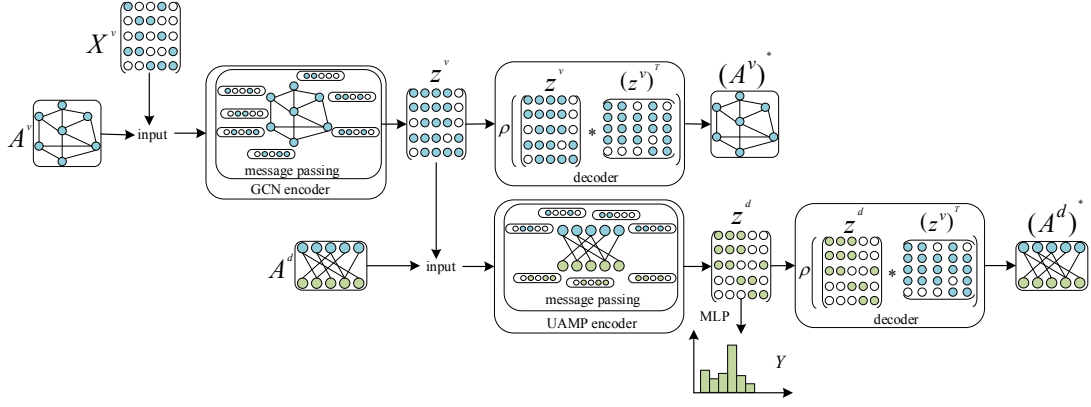 X^v
A^v
input
message passing
GCN encoder
z^v
ρ
z^v
*
(z^v)^T
decoder
(A^v)^*
A^d
input
message passing
UAMP encoder
z^d
MLP
Y
ρ
z^d
*
(z^v)^T
decoder
(A^d)^*